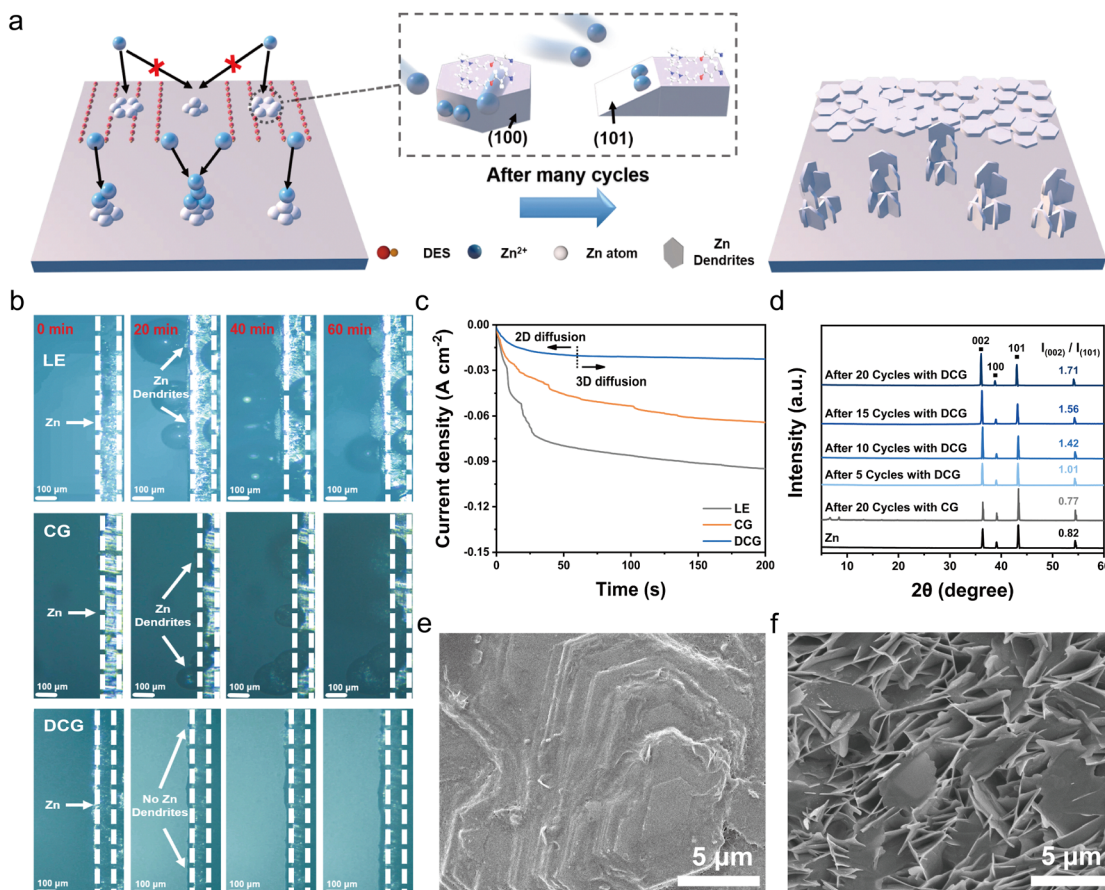 a
(100)
(101)
After many cycles
DES
Zn2+
Zn atom
Zn
Dendrites
b
0 min
20 min
40 min
60 min
LE
Zn
Dendrites
Zn
100 μm
100 μm
100 μm
100 μm
CG
Zn
Zn
Dendrites
100 μm
100 μm
100 μm
100 μm
DCG
Zn
No Zn
Dendrites
100 μm
100 μm
100 μm
100 μm
c
Current density (A cm-2)
0.00
-0.03
-0.06
-0.09
-0.12
-0.15
2D diffusion
3D diffusion
LE
CG
DCG
0
50
100
150
200
Time (s)
d
Intensity (a.u.)
002
100
101
I(002) / I(101)
After 20 Cycles with DCG
1.71
After 15 Cycles with DCG
1.56
After 10 Cycles with DCG
1.42
After 5 Cycles with DCG
1.01
After 20 Cycles with CG
0.77
Zn
0.82
10
20
30
40
50
60
2θ (degree)
e
5 μm
f
5 μm